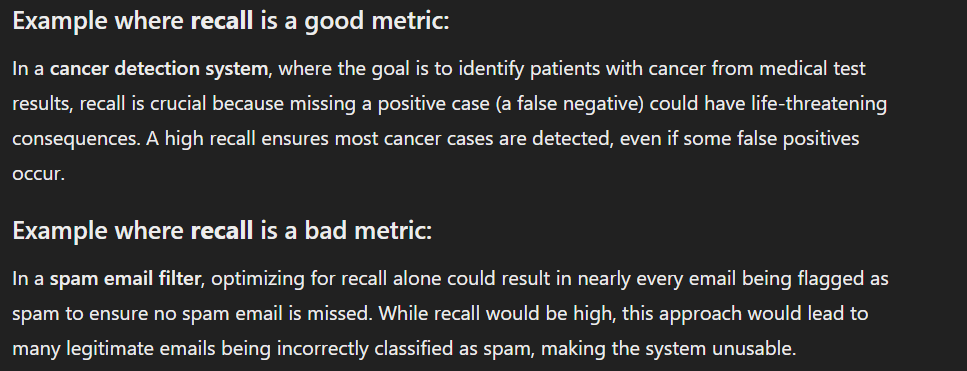 Example where recall is a good metric:
In a cancer detection system, where the goal is to identify patients with cancer from medical test
results, recall is crucial because missing a positive case (a false negative) could have life-threatening
consequences. A high recall ensures most cancer cases are detected, even if some false positives
occur.
Example where recall is a bad metric:
In a spam email filter, optimizing for recall alone could result in nearly every email being flagged as
spam to ensure no spam email is missed. While recall would be high, this approach would lead to
many legitimate emails being incorrectly classified as spam, making the system unusable.